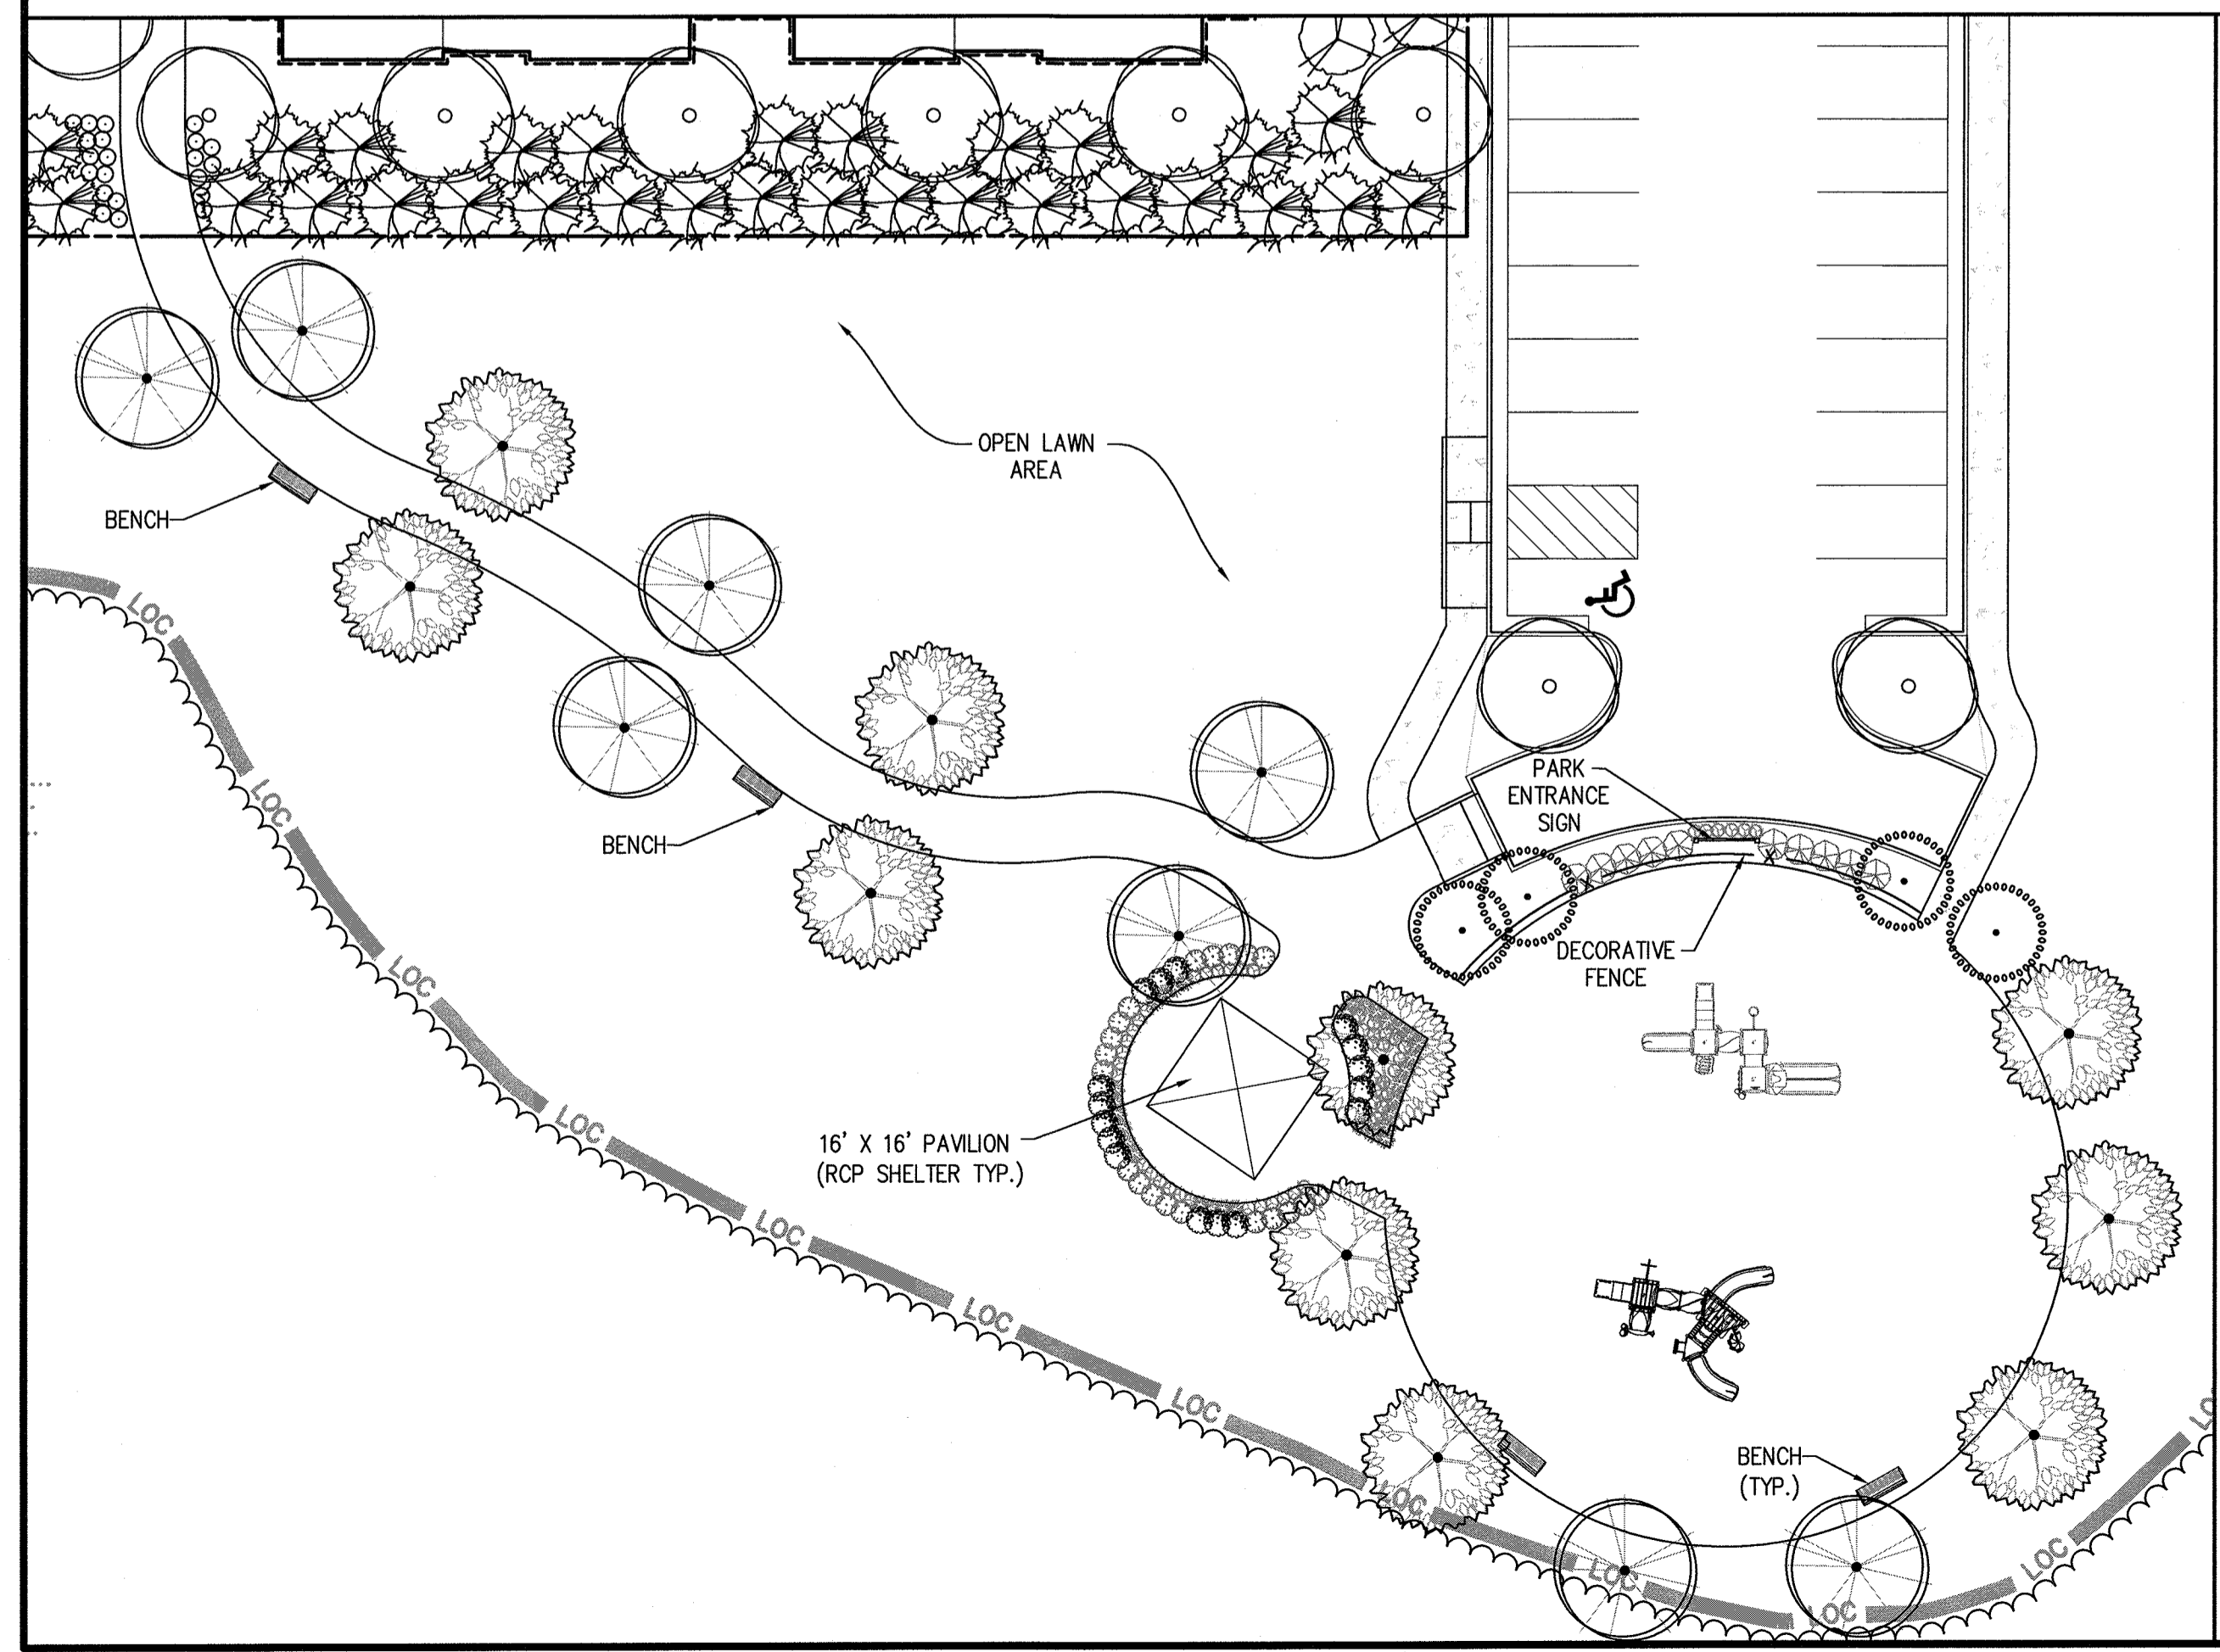 OPEN LAWN
AREA
BENCH
LOC
LOC
PARK
ENTRANCE
SIGN
BENCH
DECORATIVE
FENCE
LOC
16' X 16' PAVILION
(RCP SHELTER TYP.)
LOC
LOC
LOC
LOC
BENCH
(TYP.)
LOC
LOC
LOC
LOC
LO